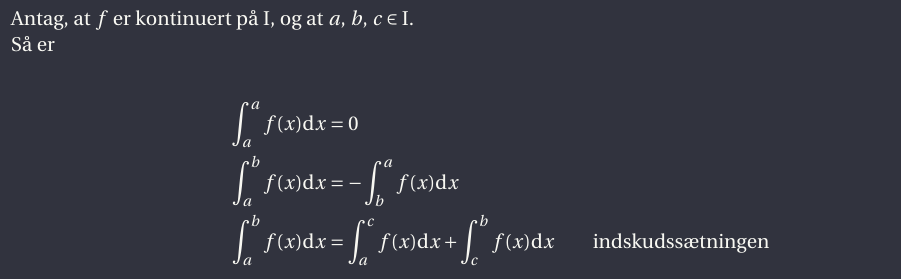 Antag, at f er kontinuert på I, og at a, b, c ∈ I.
Så er
∫_a^a f(x)dx = 0
∫_a^b f(x)dx = −∫_b^a f(x)dx
∫_a^b f(x)dx = ∫_a^c f(x)dx + ∫_c^b f(x)dx indskudssætningen